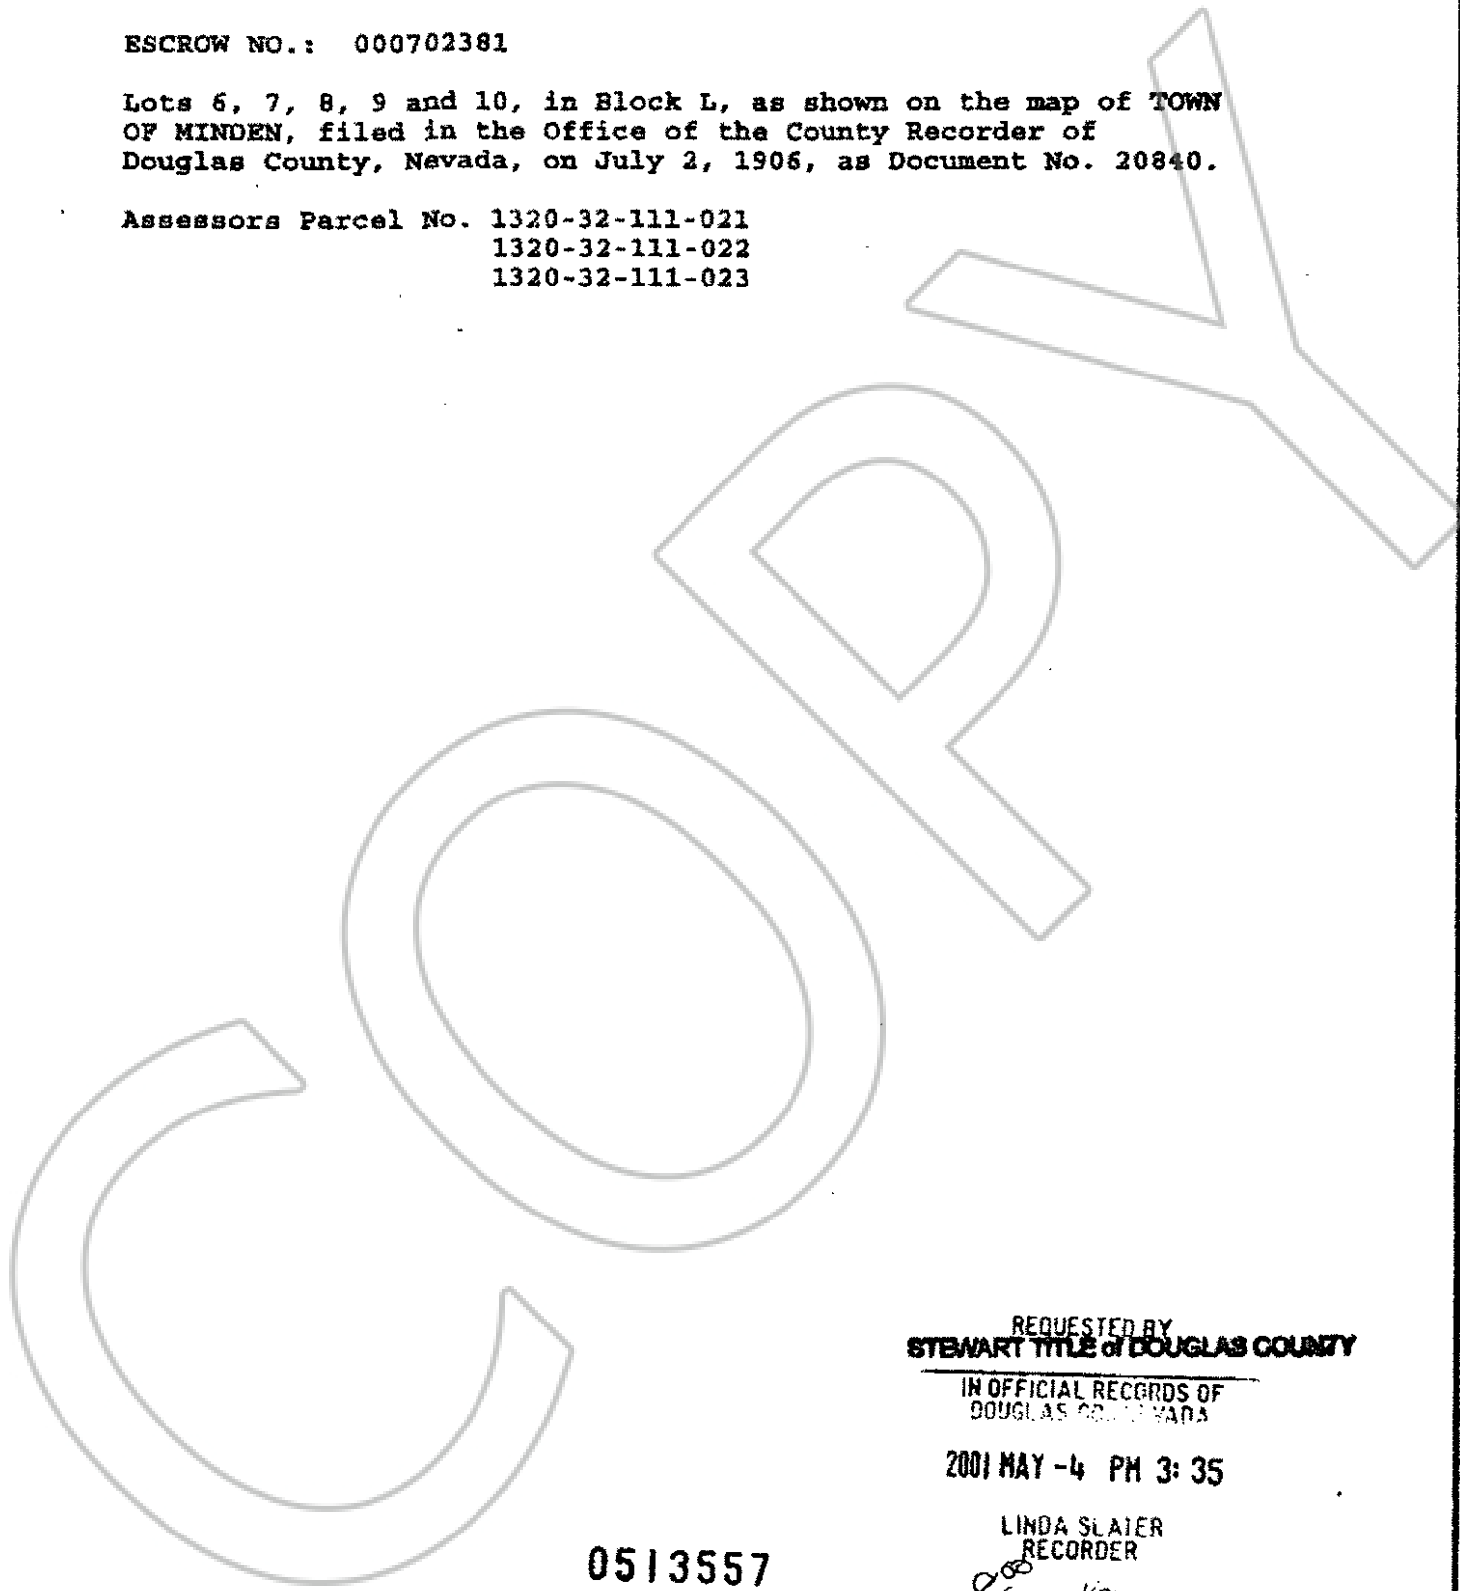 ESCROW NO.: 000702381
Lots 6, 7, 8, 9 and 10, in Block L, as shown on the map of TOWN
OF MINDEN, filed in the Office of the County Recorder of
Douglas County, Nevada, on July 2, 1906, as Document No. 20840.
Assessors Parcel No. 1320-32-111-021
1320-32-111-022
1320-32-111-023
COPY
REQUESTED BY
STEWART TITLE of DOUGLAS COUNTY
IN OFFICIAL RECORDS OF
DOUGLAS
2001 MAY -4 PM 3:35
LINDA SLATER
RECORDER
0513557